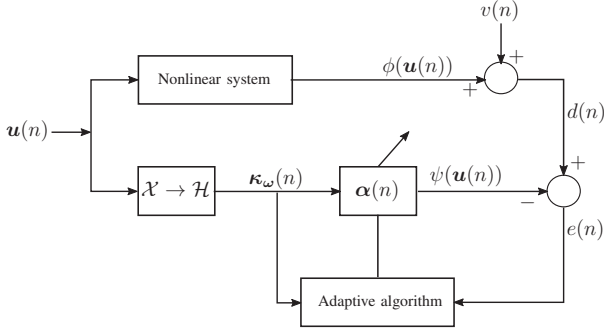 v(n)
+
Nonlinear system
ϕ(u(n))
+
u(n)
d(n)
X → H
κ_ω(n)
α(n)
ψ(u(n))
+
−
e(n)
Adaptive algorithm